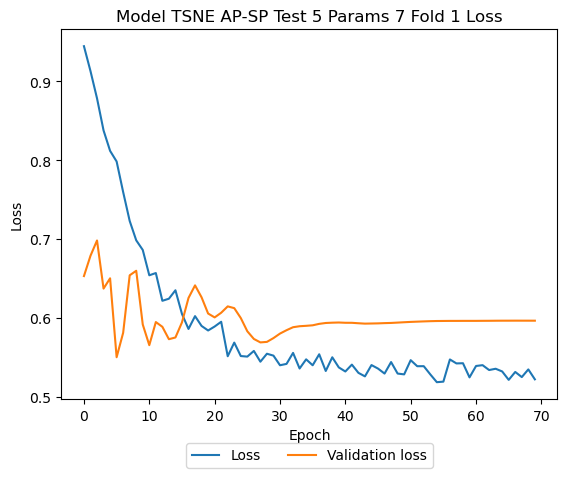 Model TSNE AP-SP Test 5 Params 7 Fold 1 Loss
0.9
0.8
0.7
0.6
0.5
Loss
0 10 20 30 40 50 60 70
Epoch
Loss Validation loss